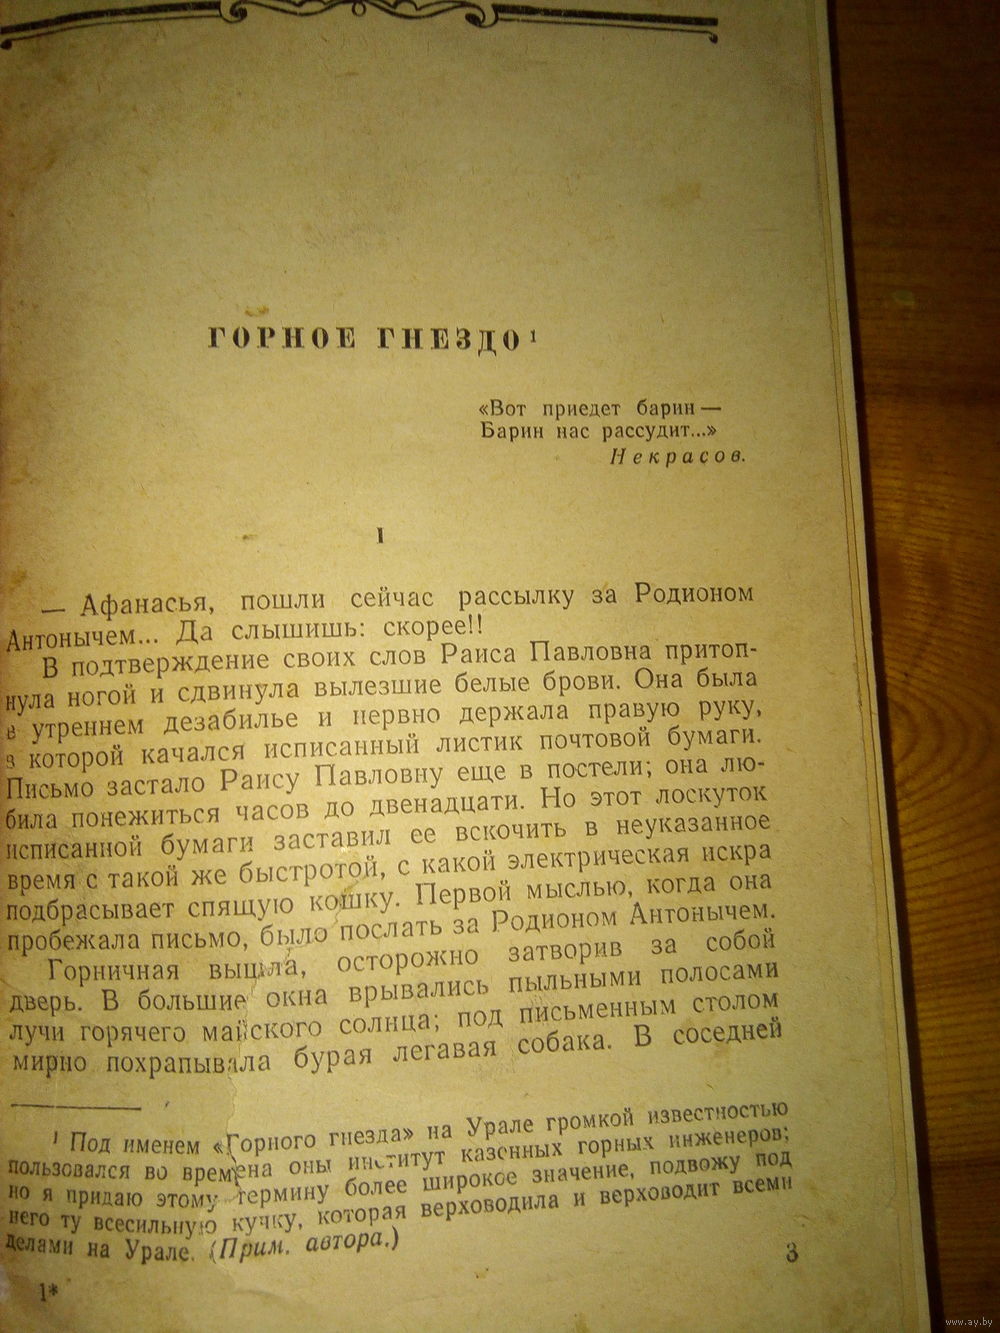 ГОРНОЕ ГНЕЗДО¹
«Вот приедет барин —
Барин нас рассудит...»
Некрасов.
I
— Афанасья, пошли сейчас рассылку за Родионом
Антонычем... Да слышишь: скорее!!
В подтверждение своих слов Раиса Павловна притоп-
нула ногой и сдвинула вылезшие белые брови. Она была
в утреннем дезабилье и нервно держала правую руку,
в которой качался исписанный листик почтовой бумаги.
Письмо застало Раису Павловну еще в постели; она лю-
била понежиться часов до двенадцати. Но этот лоскуток
исписанной бумаги заставил ее вскочить в неуказанное
время с такой же быстротой, с какой электрическая искра
подбрасывает спящую кошку. Первой мыслью, когда она
пробежала письмо, было послать за Родионом Антонычем.
Горничная вышла, осторожно затворив за собой
дверь. В большие окна врывались пыльными полосами
лучи горячего майского солнца; под письменным столом
мирно похрапывала бурая легавая собака. В соседней
¹ Под именем «Горного гнезда» на Урале громкой известностью
пользовался во времена оны институт казенных горных инженеров;
но я придаю этому термину более широкое значение, подвожу под
него ту всесильную кучку, которая верховодила и верховодит всеми
делами на Урале. (Прим. автора.)
3
1*
www.ay.by